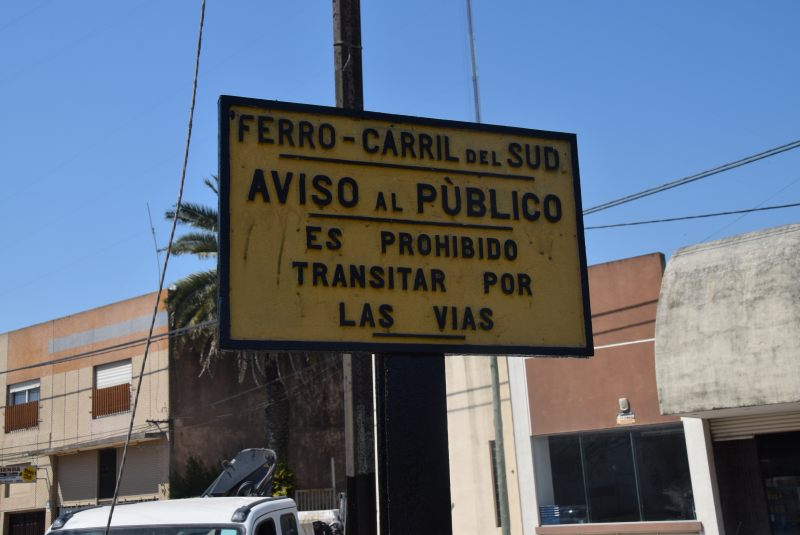 FERRO-CARRIL DEL SUD
AVISO AL PÙBLICO
ES PROHIBIDO
TRANSITAR POR
LAS VIAS